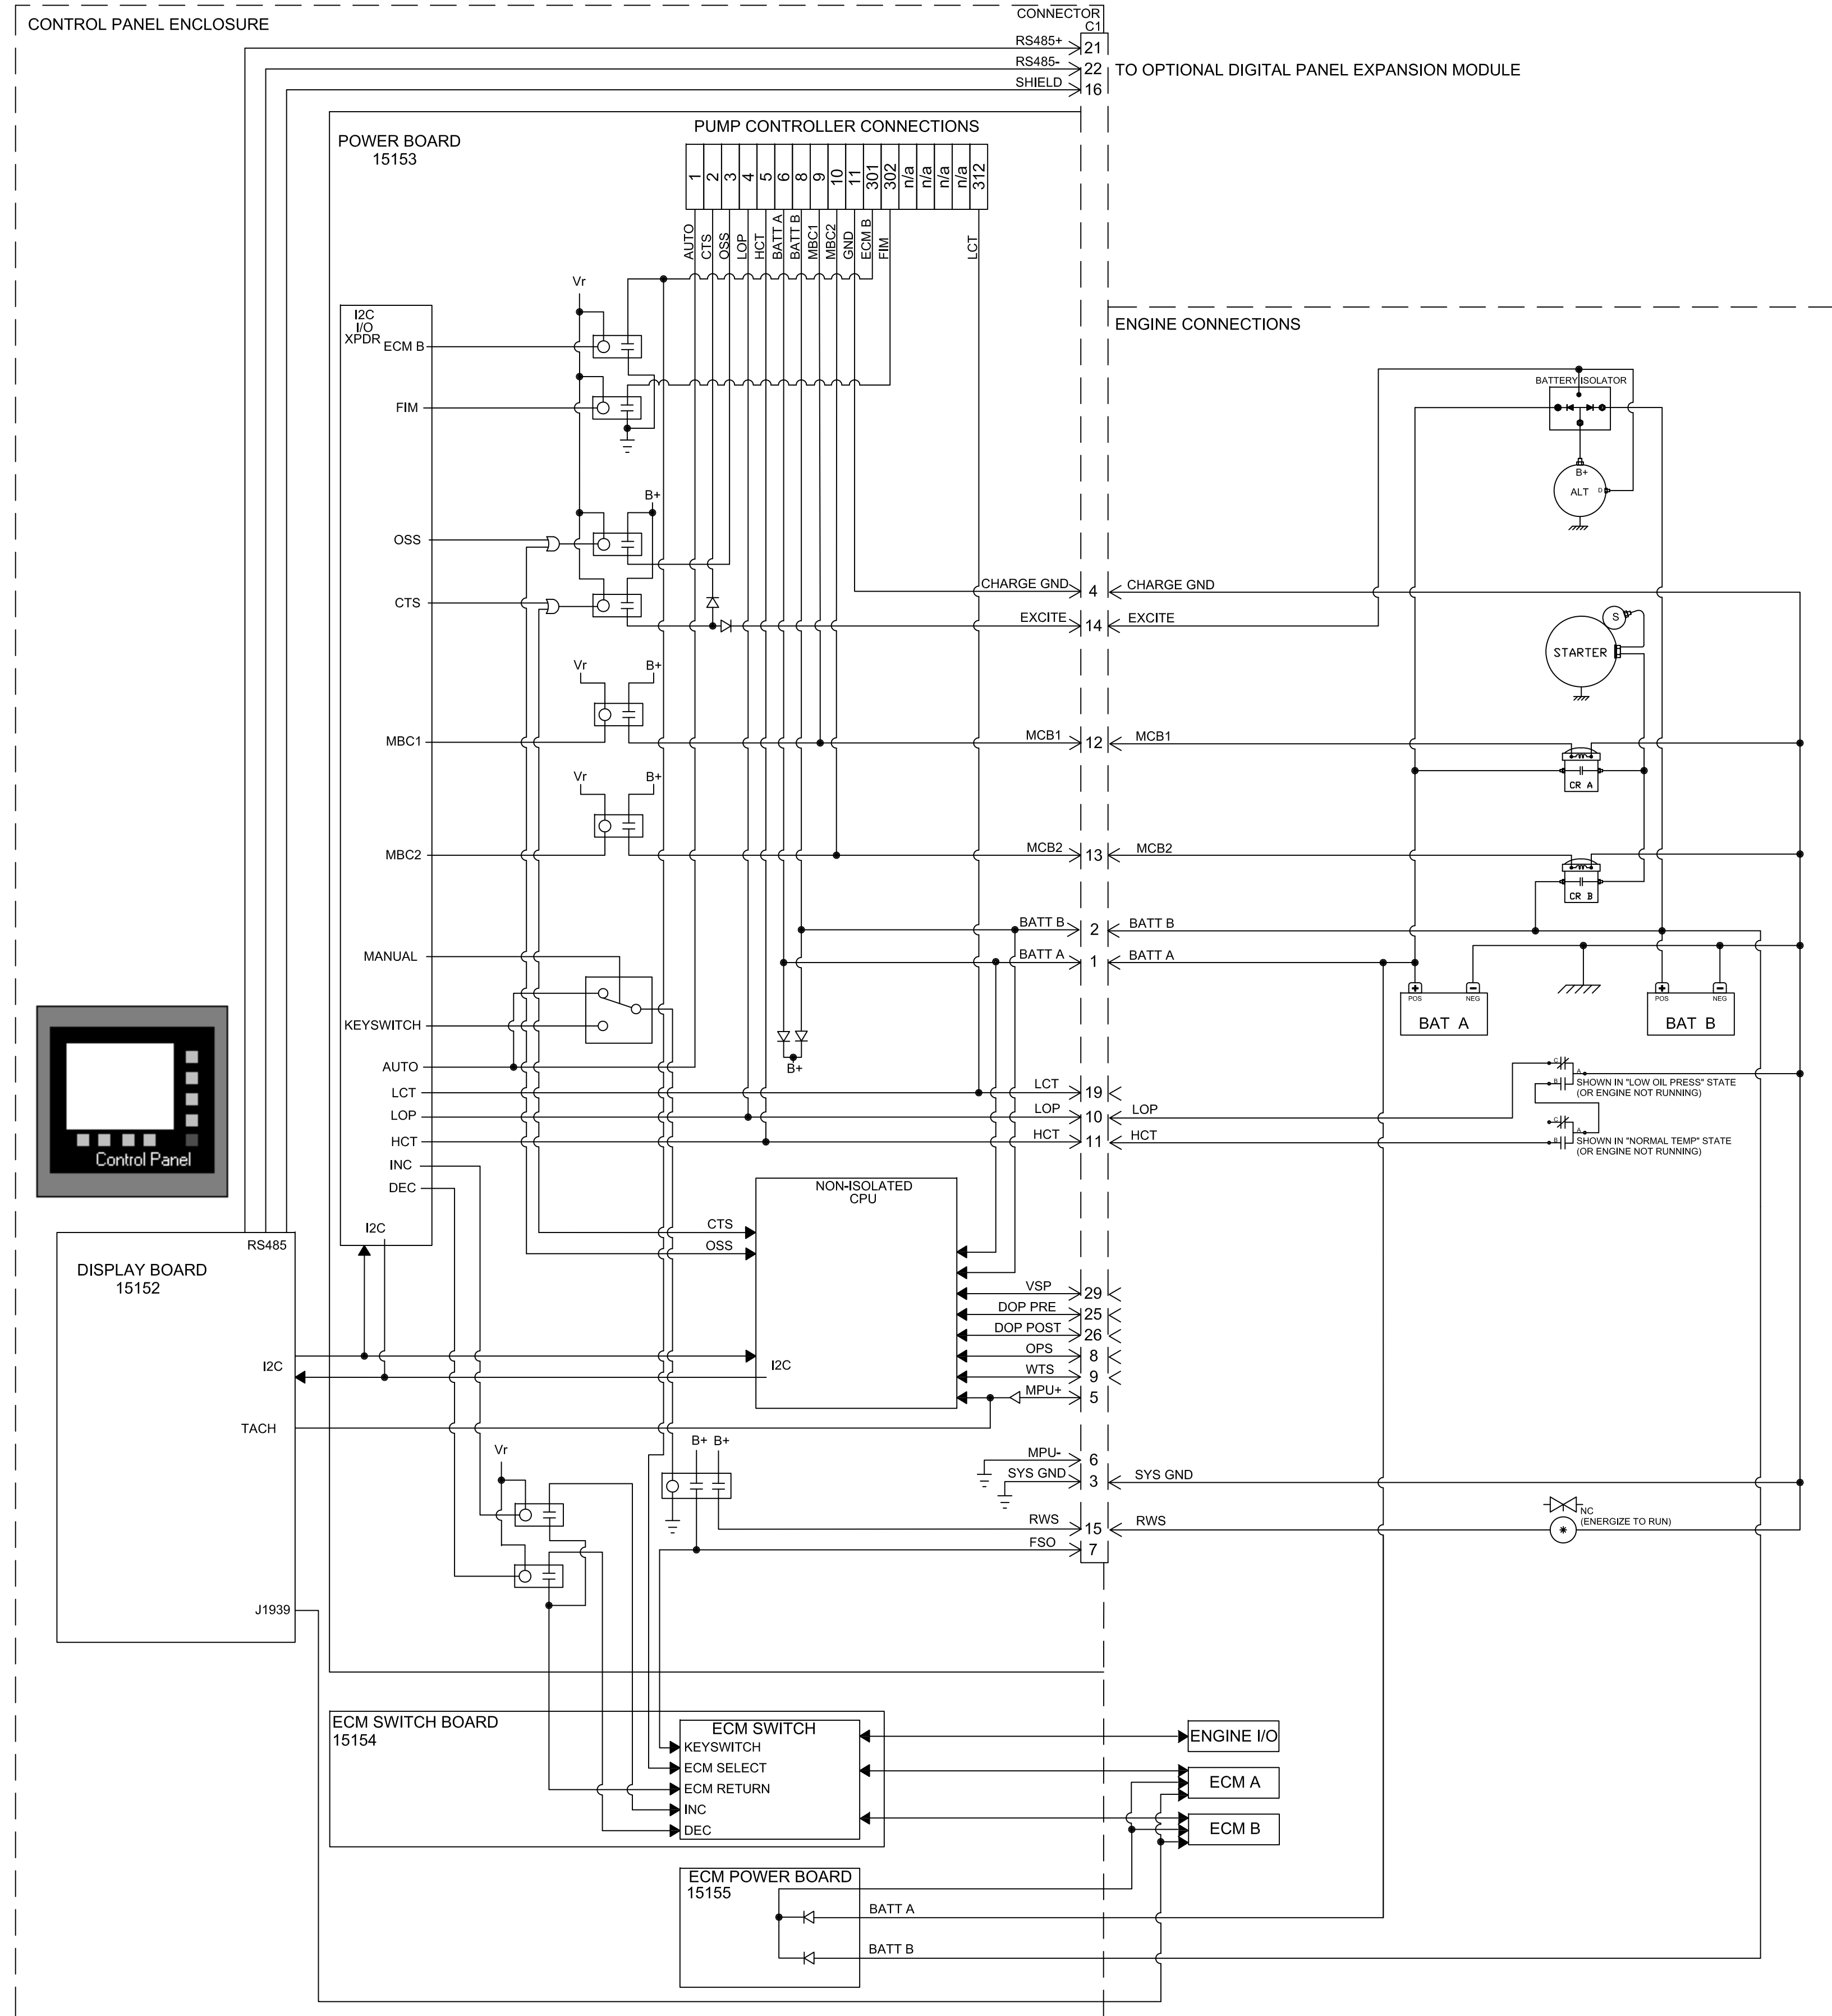 CONTROL PANEL ENCLOSURE
CONNECTOR
C1
RS485+
21
RS485-
22
TO OPTIONAL DIGITAL PANEL EXPANSION MODULE
SHIELD
16
POWER BOARD
15153
PUMP CONTROLLER CONNECTIONS
1
2
3
4
5
6
8
9
10
11
301
302
n/a
n/a
n/a
n/a
312
AUTO
CTS
OSS
LOP
HCT
BATT A
BATT B
MBC1
MBC2
GND
ECM B
FIM
LCT
Vr
I2C
I/O
XPDR
ECM B
FIM
ENGINE CONNECTIONS
BATTERY ISOLATOR
B+
ALT
D
B+
OSS
CTS
CHARGE GND
4
CHARGE GND
EXCITE
14
EXCITE
S
STARTER
Vr
B+
MBC1
MCB1
12
MCB1
CR A
Vr
B+
MBC2
MCB2
13
MCB2
CR B
BATT B
2
BATT B
MANUAL
BATT A
1
BATT A
POS
NEG
BAT A
POS
NEG
BAT B
KEYSWITCH
AUTO
B+
LCT
LCT
19
LOP
LOP
10
LOP
HCT
HCT
11
HCT
C
A
B
SHOWN IN "LOW OIL PRESS" STATE
(OR ENGINE NOT RUNNING)
C
A
B
SHOWN IN "NORMAL TEMP" STATE
(OR ENGINE NOT RUNNING)
INC
DEC
I2C
Control Panel
NON-ISOLATED
CPU
CTS
OSS
I2C
RS485
DISPLAY BOARD
15152
I2C
TACH
J1939
VSP
29
DOP PRE
25
DOP POST
26
OPS
8
WTS
9
MPU+
5
Vr
B+
B+
MPU-
6
SYS GND
3
SYS GND
RWS
15
RWS
NC
(ENERGIZE TO RUN)
FSO
7
ECM SWITCH BOARD
15154
ECM SWITCH
KEYSWITCH
ECM SELECT
ECM RETURN
INC
DEC
ENGINE I/O
ECM A
ECM B
ECM POWER BOARD
15155
BATT A
BATT B